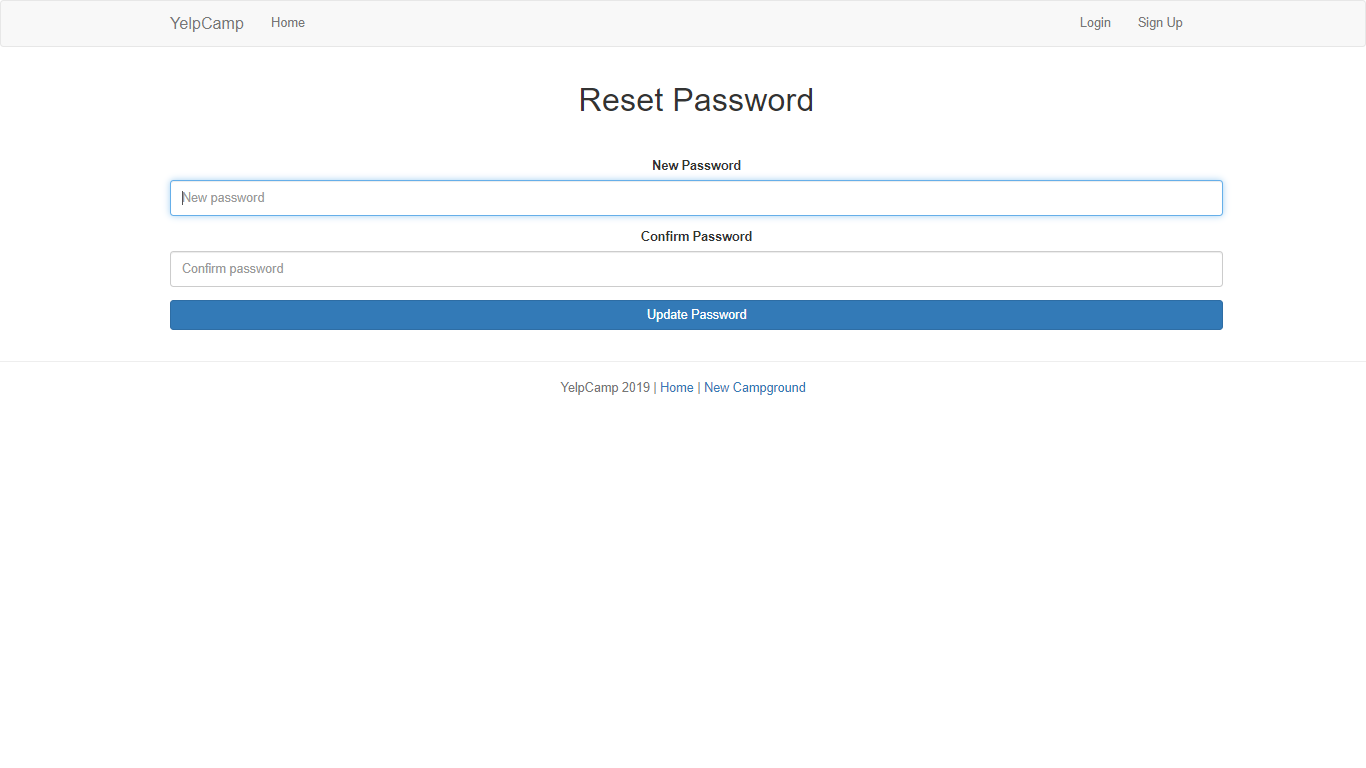 YelpCamp Home Login Sign Up
Reset Password
New Password
New password
Confirm Password
Confirm password
Update Password
YelpCamp 2019 | Home | New Campground